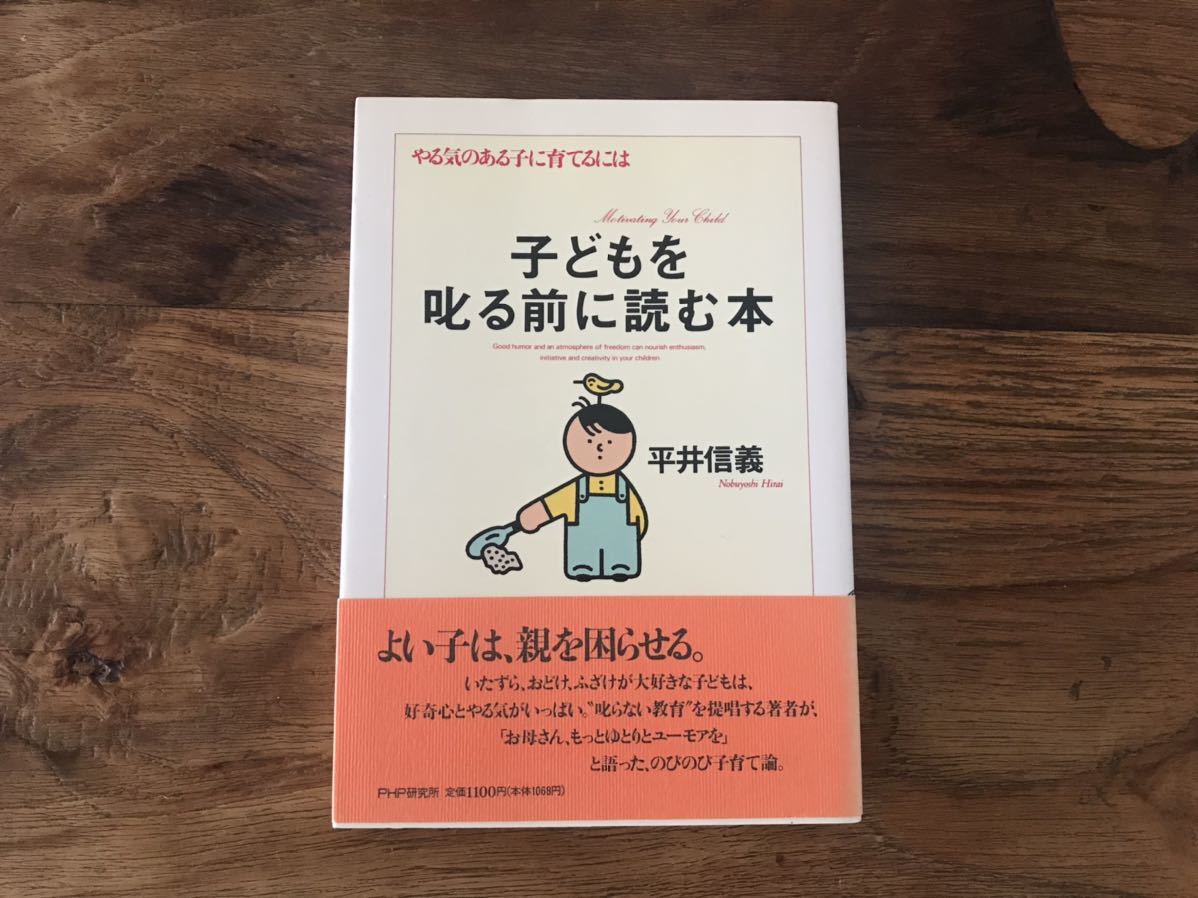 やる気のある子に育てるには
Motivating Your Child
子どもを
叱る前に読む本
Good humor and an atmosphere of freedom can nourish enthusiasm,
initiative and creativity in your children.
平井信義
Nobuyoshi Hirai
よい子は、親を困らせる。
いたずら、おどけ、ふざけが大好きな子どもは、
好奇心とやる気がいっぱい。〝叱らない教育〟を提唱する著者が、
「お母さん、もっとゆとりとユーモアを」
と語った、のびのび子育て論。
PHP研究所 定価1100円(本体1068円)